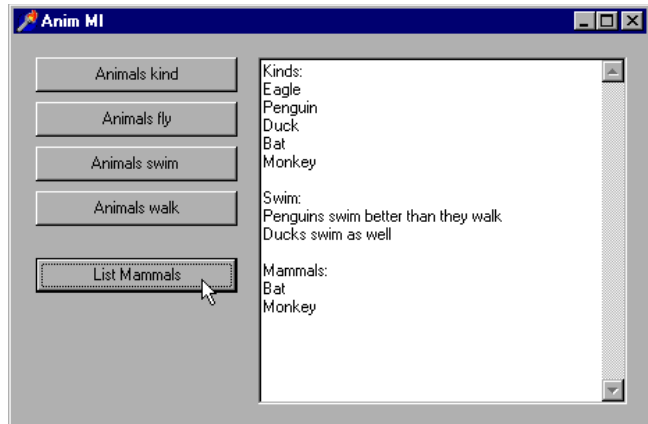 Anim MI
Animals kind
Animals fly
Animals swim
Animals walk
List Mammals
Kinds:
Eagle
Penguin
Duck
Bat
Monkey
Swim:
Penguins swim better than they walk
Ducks swim as well
Mammals:
Bat
Monkey